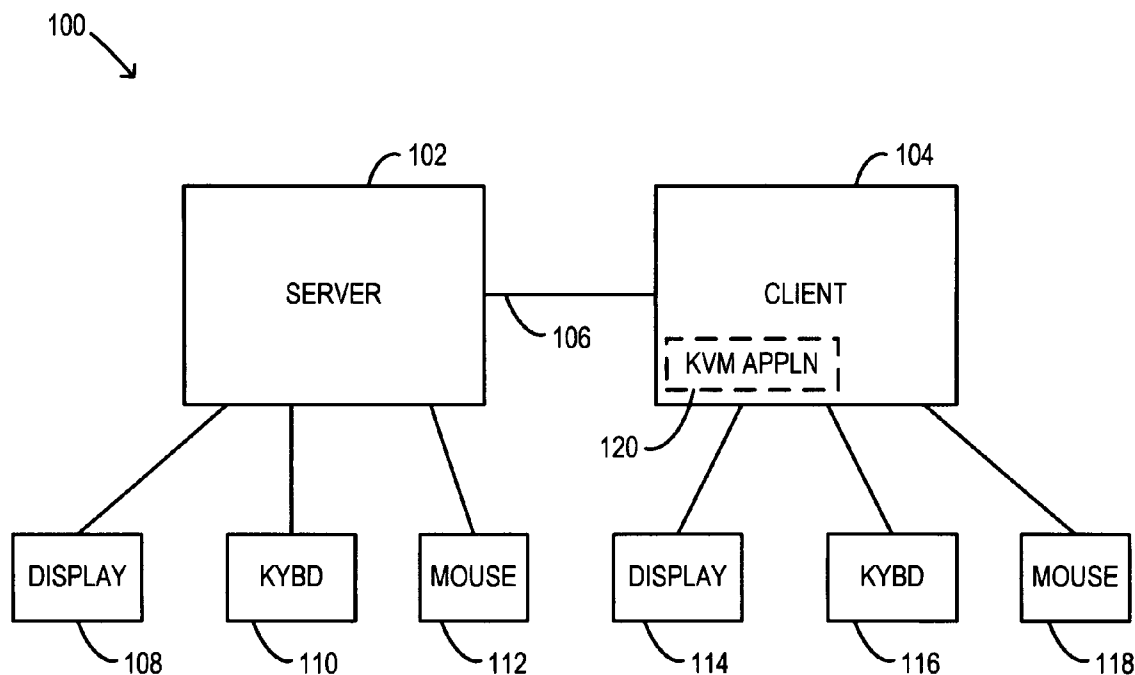 100
102
104
SERVER
CLIENT
106
KVM APPLN
120
DISPLAY
KYBD
MOUSE
DISPLAY
KYBD
MOUSE
108
110
112
114
116
118